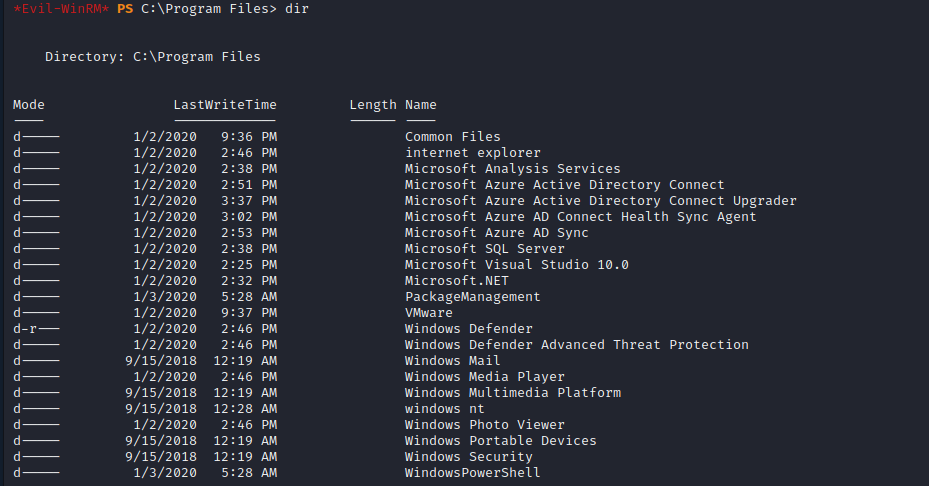 *Evil-WinRM* PS C:\Program Files> dir
Directory: C:\Program Files
Mode LastWriteTime Length Name
---- ------------- ------ ----
d----- 1/2/2020 9:36 PM Common Files
d----- 1/2/2020 2:46 PM internet explorer
d----- 1/2/2020 2:38 PM Microsoft Analysis Services
d----- 1/2/2020 2:51 PM Microsoft Azure Active Directory Connect
d----- 1/2/2020 3:37 PM Microsoft Azure Active Directory Connect Upgrader
d----- 1/2/2020 3:02 PM Microsoft Azure AD Connect Health Sync Agent
d----- 1/2/2020 2:53 PM Microsoft Azure AD Sync
d----- 1/2/2020 2:38 PM Microsoft SQL Server
d----- 1/2/2020 2:25 PM Microsoft Visual Studio 10.0
d----- 1/2/2020 2:32 PM Microsoft.NET
d----- 1/3/2020 5:28 AM PackageManagement
d----- 1/2/2020 9:37 PM VMware
d-r--- 1/2/2020 2:46 PM Windows Defender
d----- 1/2/2020 2:46 PM Windows Defender Advanced Threat Protection
d----- 9/15/2018 12:19 AM Windows Mail
d----- 1/2/2020 2:46 PM Windows Media Player
d----- 9/15/2018 12:19 AM Windows Multimedia Platform
d----- 9/15/2018 12:28 AM windows nt
d----- 1/2/2020 2:46 PM Windows Photo Viewer
d----- 9/15/2018 12:19 AM Windows Portable Devices
d----- 9/15/2018 12:19 AM Windows Security
d----- 1/3/2020 5:28 AM WindowsPowerShell